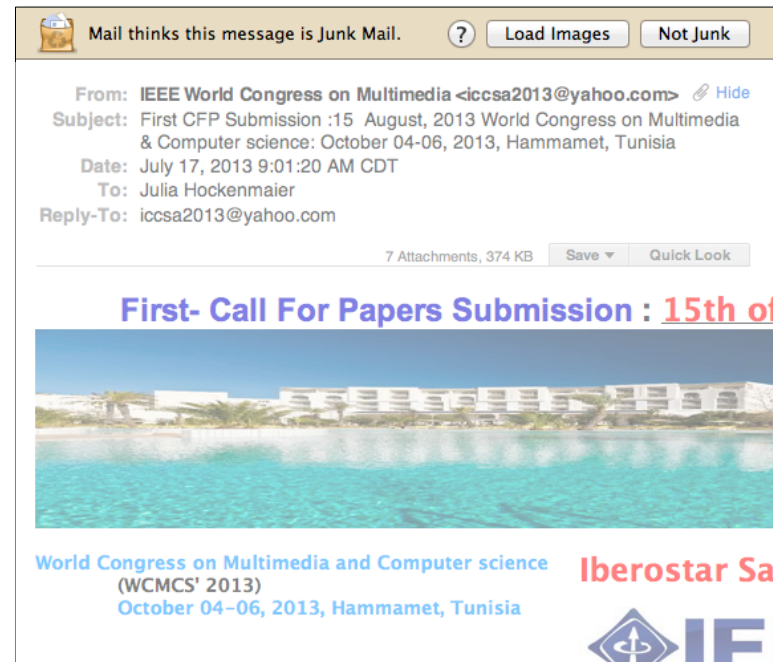 Mail thinks this message is Junk Mail. ? Load Images Not Junk
From: IEEE World Congress on Multimedia <iccsa2013@yahoo.com> Hide
Subject: First CFP Submission :15 August, 2013 World Congress on Multimedia
& Computer science: October 04-06, 2013, Hammamet, Tunisia
Date: July 17, 2013 9:01:20 AM CDT
To: Julia Hockenmaier
Reply-To: iccsa2013@yahoo.com
7 Attachments, 374 KB Save Quick Look
First- Call For Papers Submission : 15th of
World Congress on Multimedia and Computer science
(WCMCS' 2013)
October 04-06, 2013, Hammamet, Tunisia
Iberostar Sa
IE